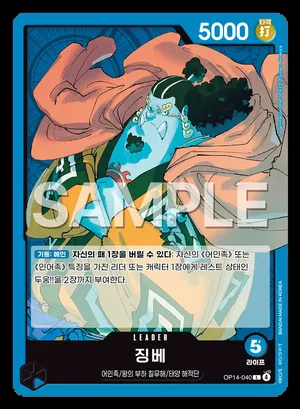 5000
타격
打
SAMPLE
기동: 메인 자신의 패 1장을 버릴 수 있다: 자신의 《어인족》 또는
《인어족》 특징을 가진 리더 또는 캐릭터 1장에게 레스트 상태인
두웅!!을 2장까지 부여한다.
LEADER
징베
어인족/왕의 부하 칠무해/태양 해적단
5
라이프
OP14-040 L